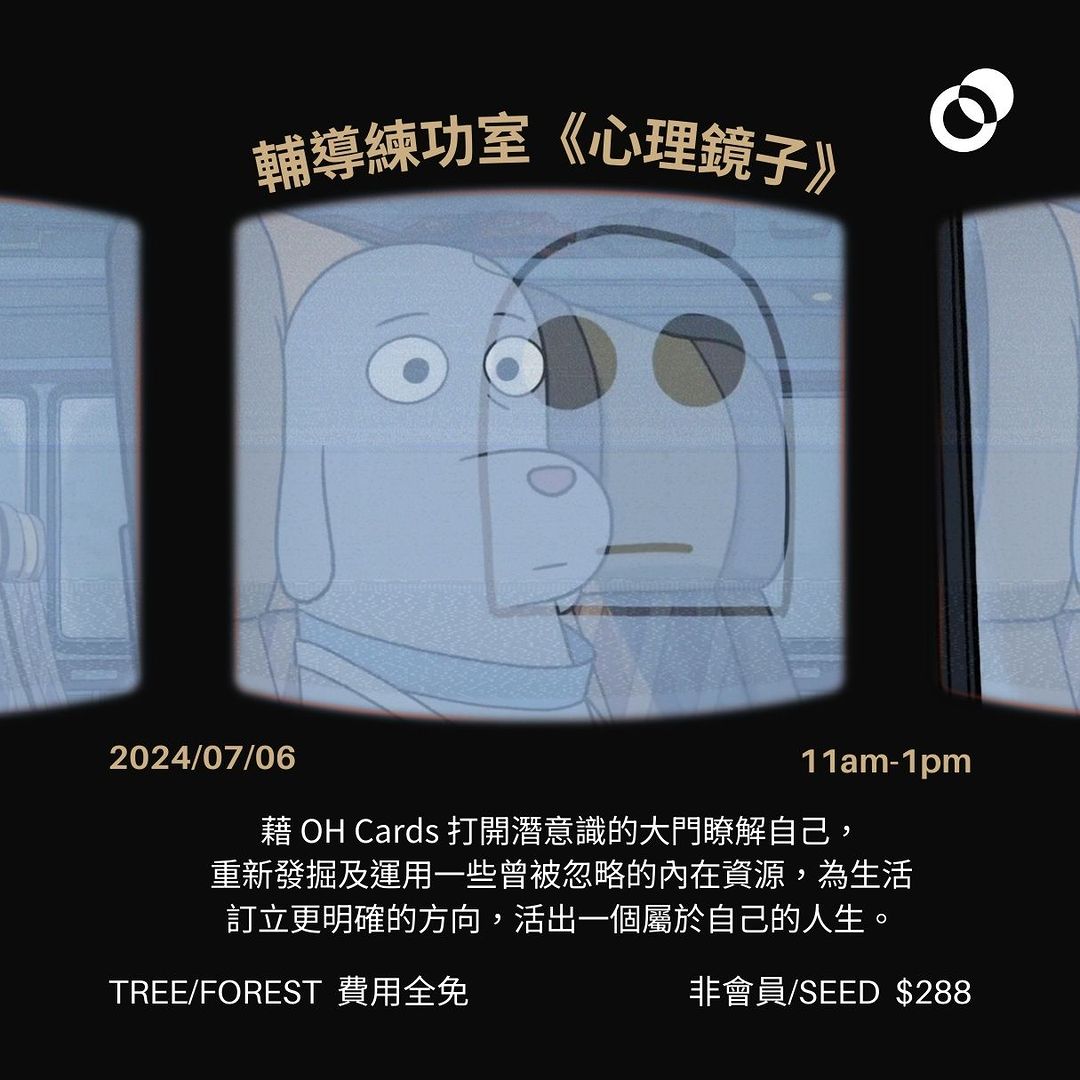 輔導練功室《心理鏡子》
2024/07/06
11am-1pm
藉 OH Cards 打開潛意識的大門瞭解自己，
重新發掘及運用一些曾被忽略的內在資源，為生活
訂立更明確的方向，活出一個屬於自己的人生。
TREE/FOREST 費用全免
非會員/SEED $288